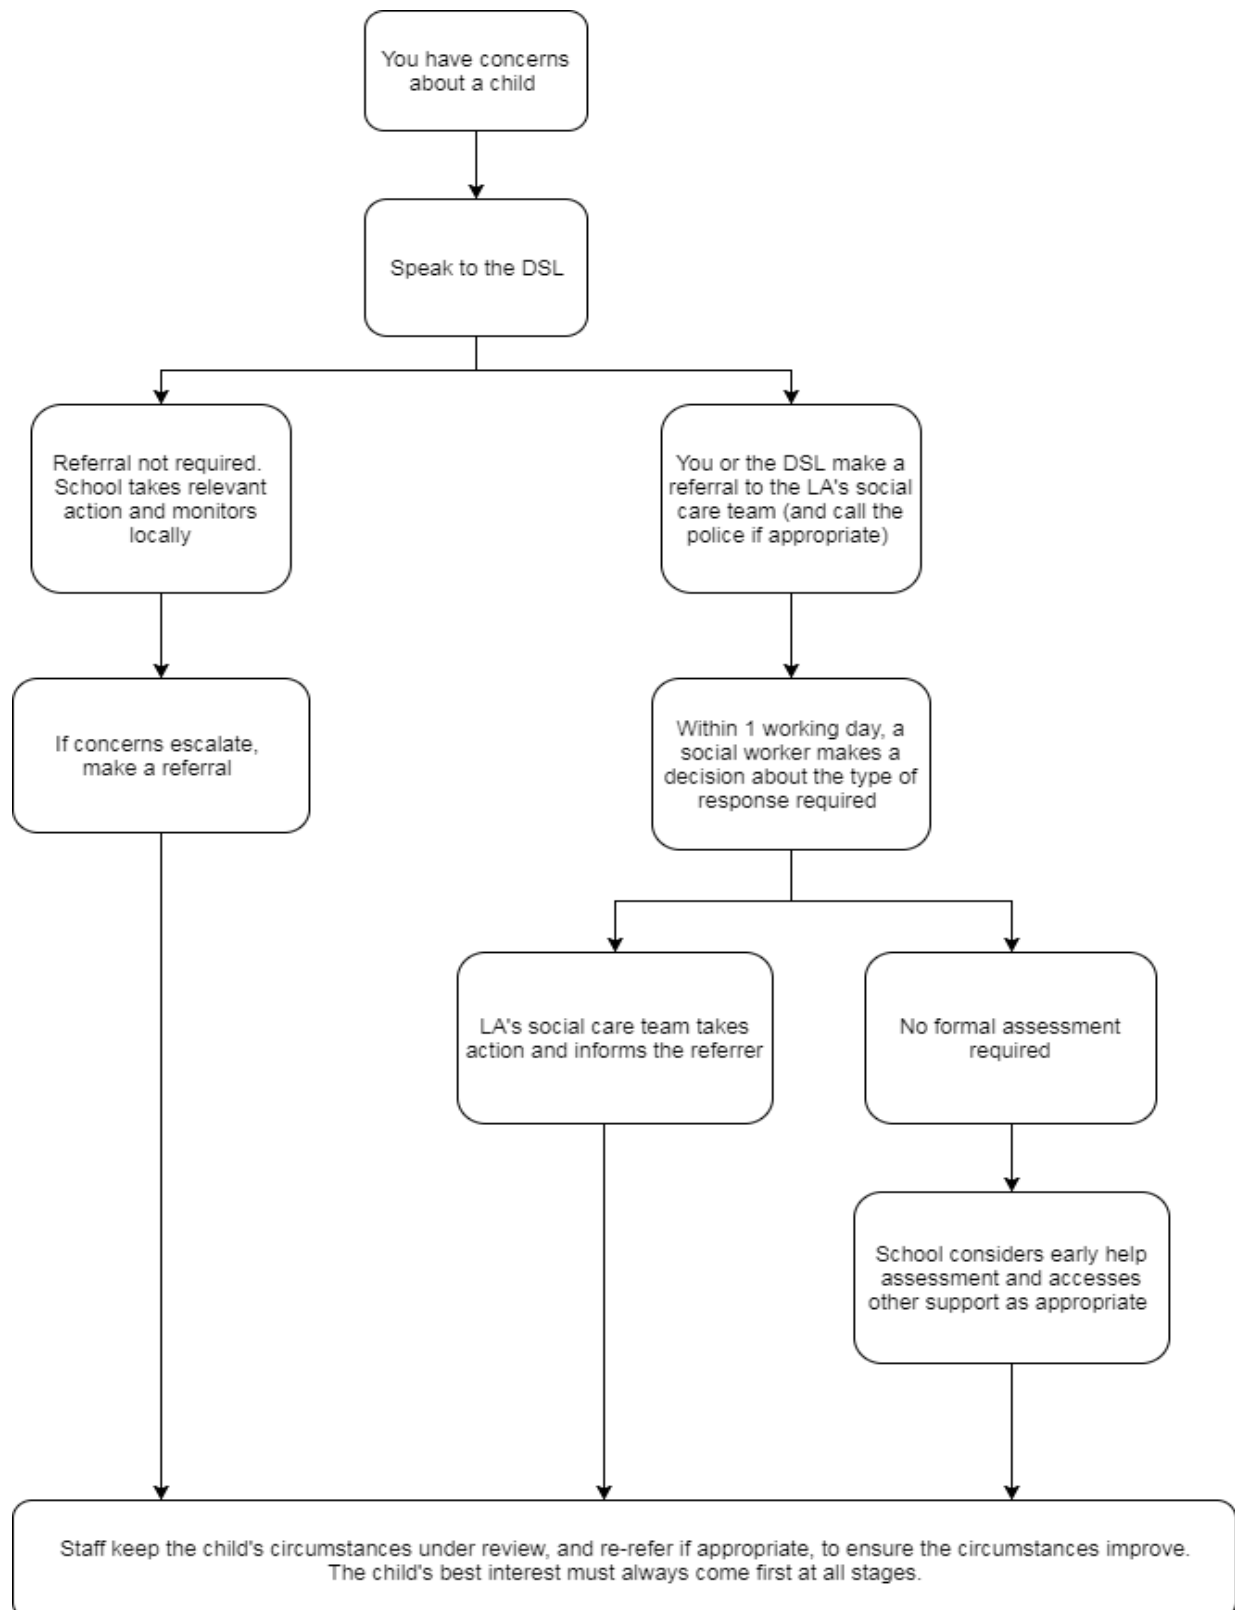 You have concerns
about a child
Speak to the DSL
Referral not required.
School takes relevant
action and monitors
locally
You or the DSL make a
referral to the LA's social
care team (and call the
police if appropriate)
If concerns escalate,
make a referral
Within 1 working day, a
social worker makes a
decision about the type of
response required
LA's social care team takes
action and informs the referrer
No formal assessment
required
School considers early help
assessment and accesses
other support as appropriate
Staff keep the child's circumstances under review, and re-refer if appropriate, to ensure the circumstances improve.
The child's best interest must always come first at all stages.